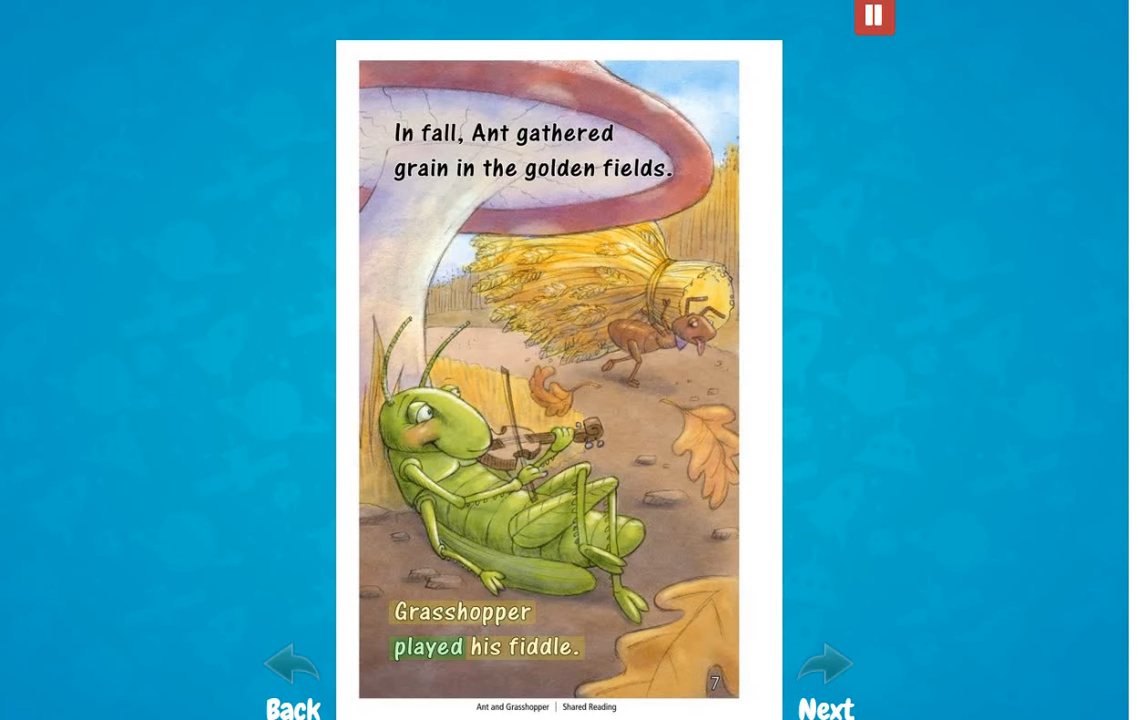 In fall, Ant gathered
grain in the golden fields.
Grasshopper
played his fiddle.
7
Ant and Grasshopper | Shared Reading
Back
Next